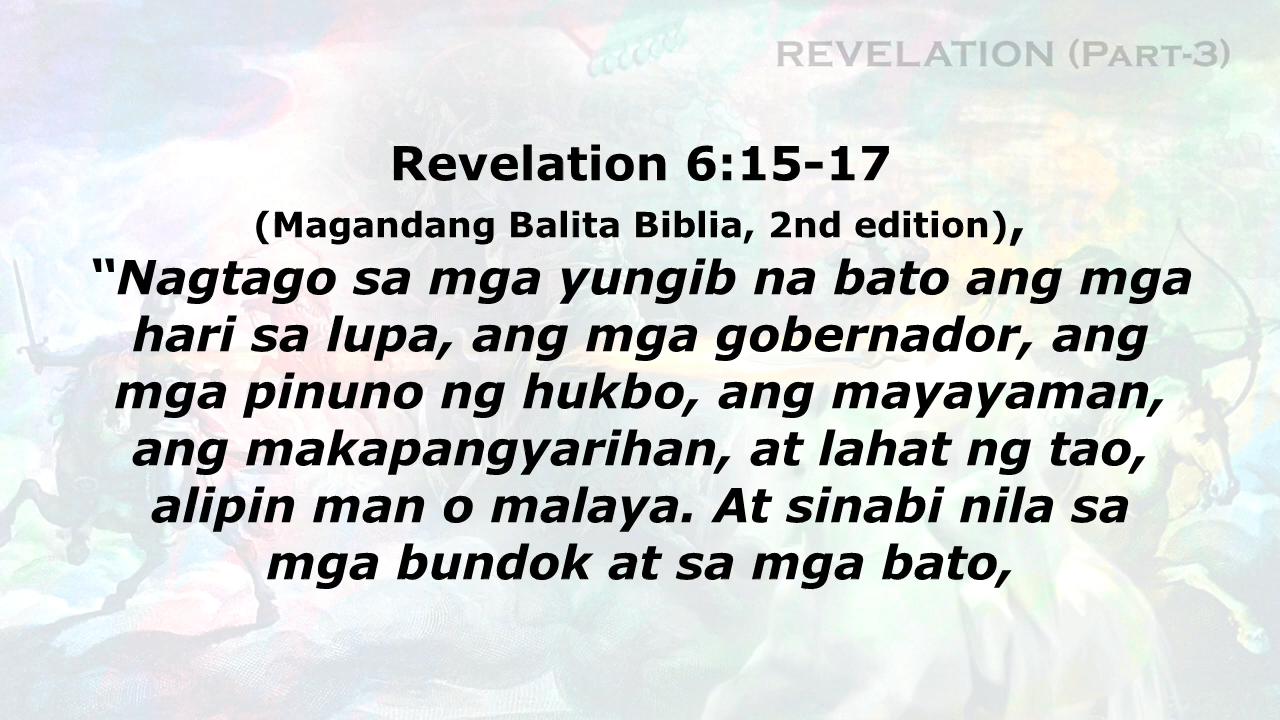 REVELATION (PART-3)
Revelation 6:15-17
(Magandang Balita Biblia, 2nd edition),
“Nagtago sa mga yungib na bato ang mga
hari sa lupa, ang mga gobernador, ang
mga pinuno ng hukbo, ang mayayaman,
ang makapangyarihan, at lahat ng tao,
alipin man o malaya. At sinabi nila sa
mga bundok at sa mga bato,